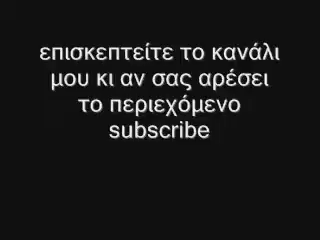 επισκεπτείτε το κανάλι
μου κι αν σας αρέσει
το περιεχόμενο
subscribe